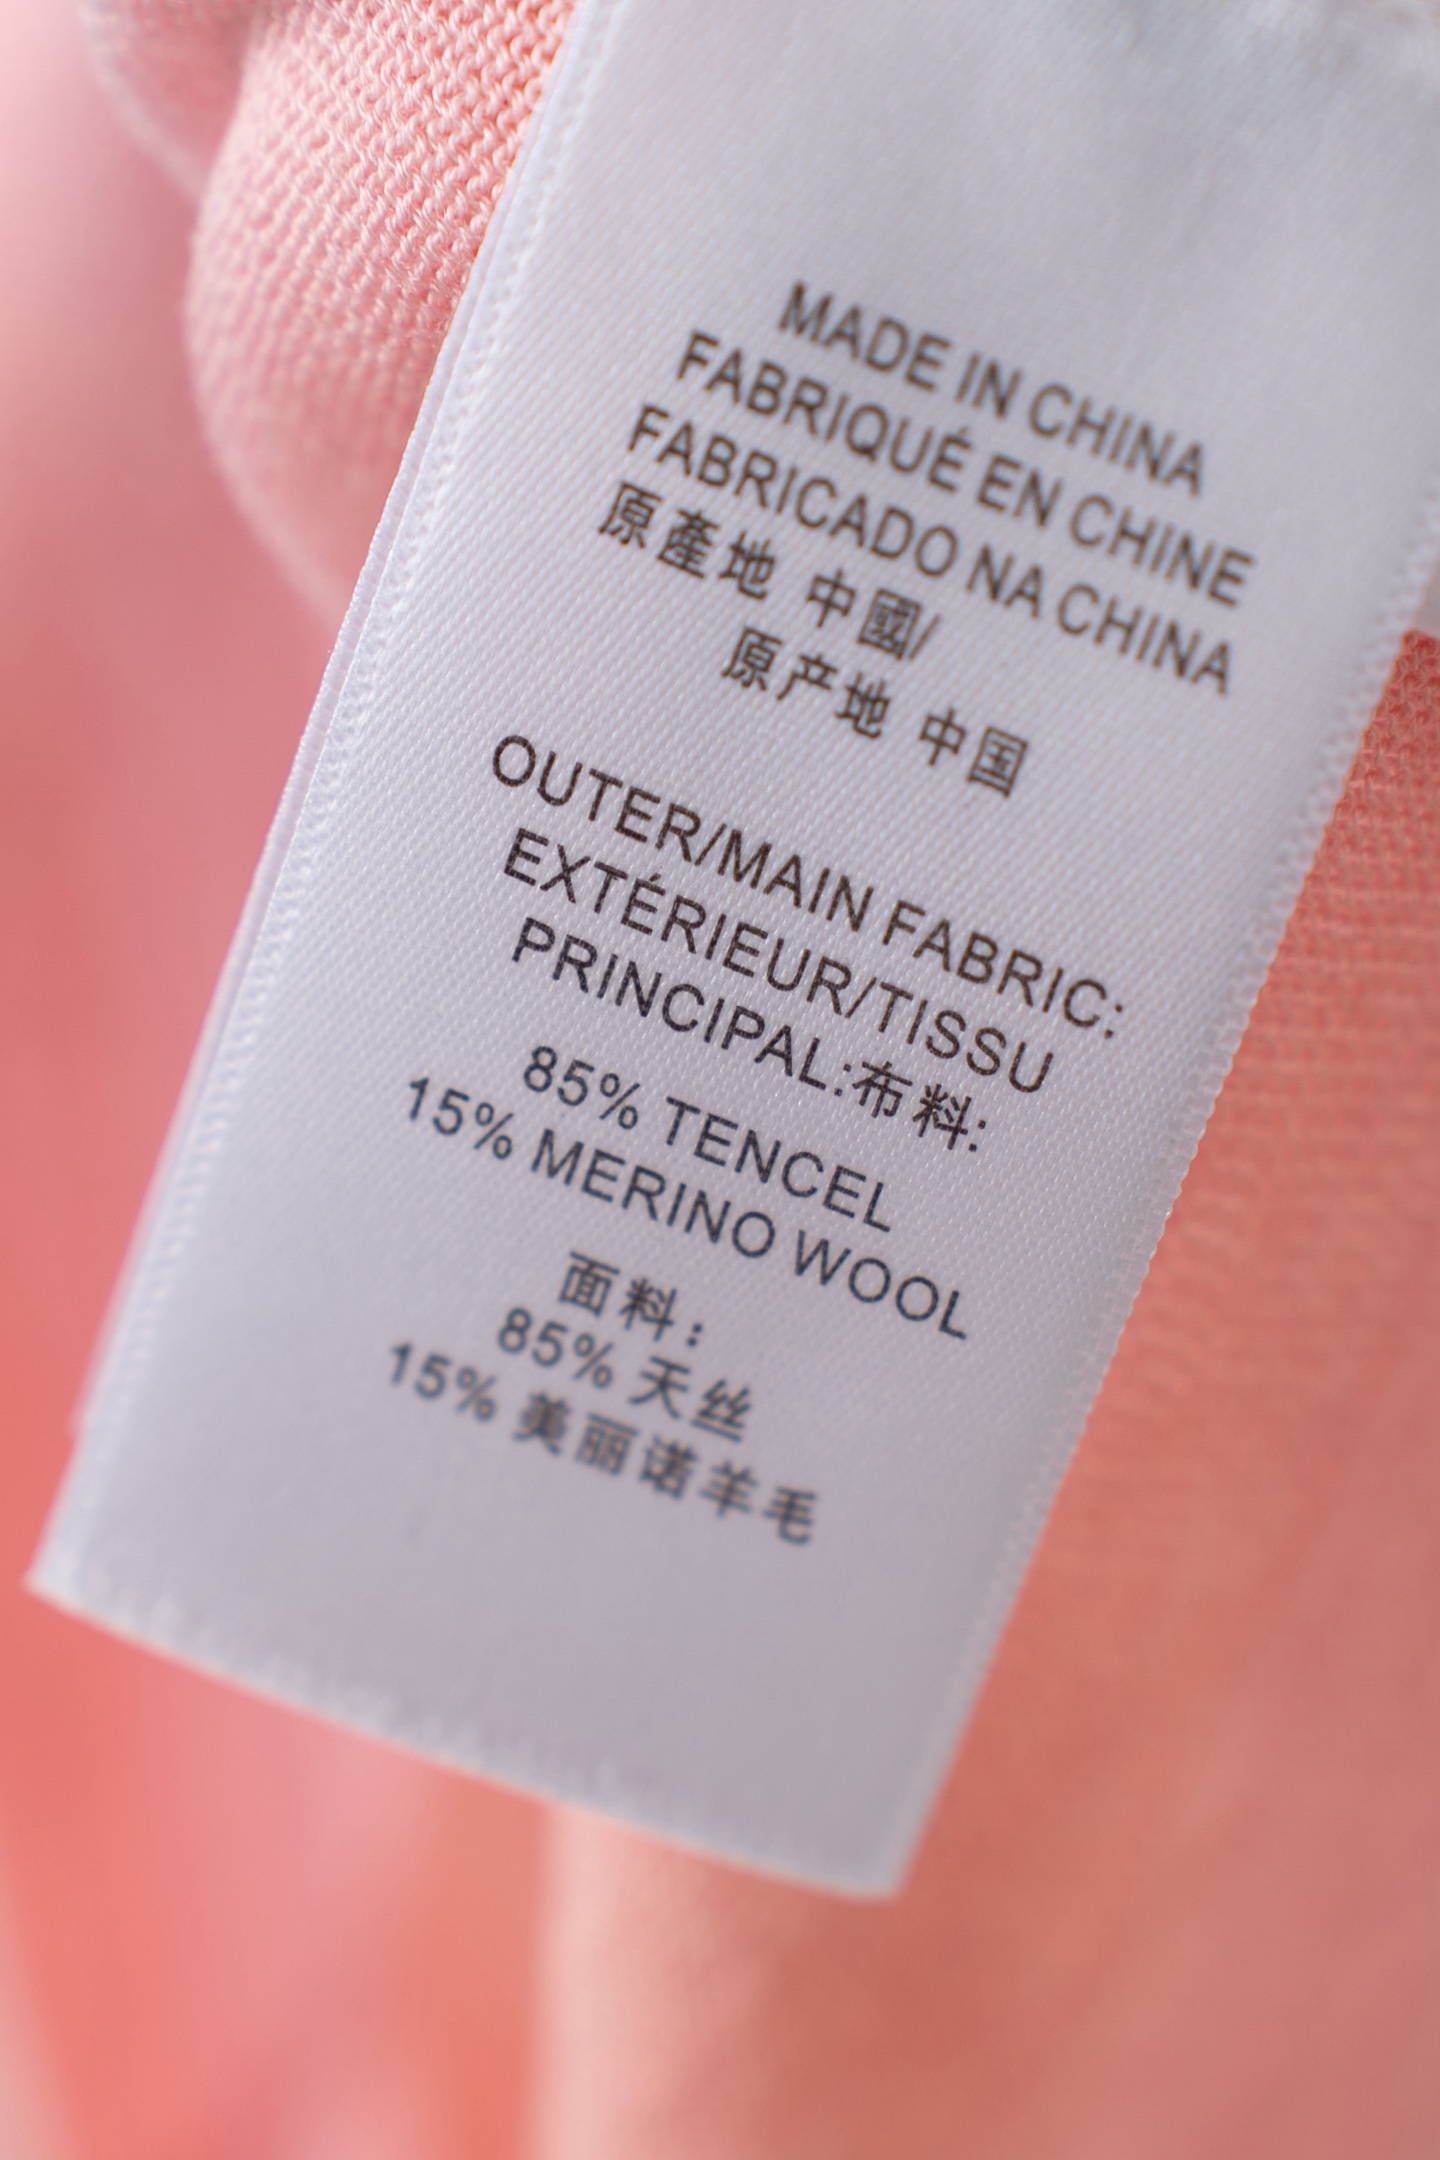 MADE IN CHINA
FABRIQUÉ EN CHINE
FABRICADO NA CHINA
原產地 中國/
原产地 中国
OUTER/MAIN FABRIC:
EXTÉRIEUR/TISSU
PRINCIPAL:布料:
85% TENCEL
15% MERINO WOOL
面料：
85% 天丝
15% 美丽诺羊毛